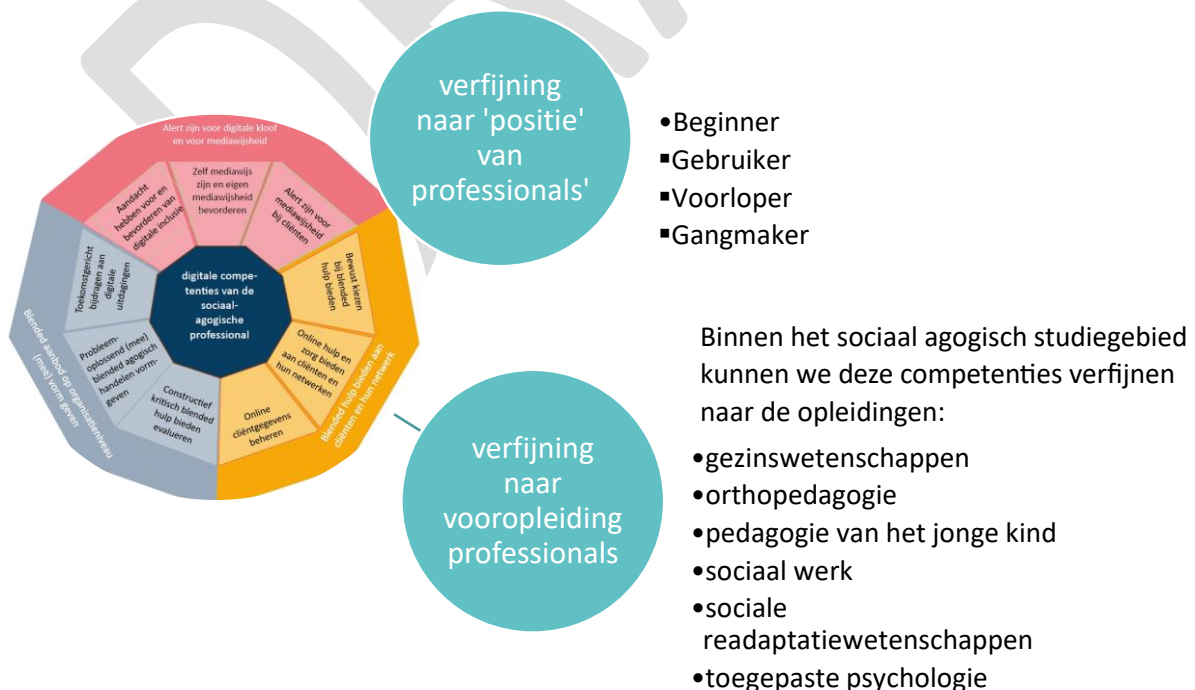 verfijning
naar 'positie'
van
professionals'
•Beginner
▪Gebruiker
▪Voorloper
▪Gangmaker
Alert zijn voor digitale kloof
en voor mediawijsheid
Aandacht
hebben voor en
bevorderen van
digitale inclusie
Zelf mediawijs
zijn en eigen
mediawijsheid
bevorderen
Alert zijn voor
mediawijsheid
bij cliënten
Toekomstgericht
bijdragen aan
digitale
uitdagingen
digitale compe-
tenties van de
sociaal-
agogische
professional
Bewust kiezen
bij blended
hulp bieden
Probleem-
oplossend (mee)
blended agogisch
handelen vorm-
geven
Online hulp en
zorg bieden
aan cliënten en
hun netwerken
Constructief
kritisch blended
hulp bieden
evalueren
Online
cliëntgegevens
beheren
Blended aanbod op organisatieniveau
(mee) vorm geven
Blended hulp bieden aan
cliënten en hun netwerk
verfijning
naar
vooropleiding
professionals
Binnen het sociaal agogisch studiegebied
kunnen we deze competenties verfijnen
naar de opleidingen:
•gezinswetenschappen
•orthopedagogie
•pedagogie van het jonge kind
•sociaal werk
•sociale
readaptatiewetenschappen
•toegepaste psychologie